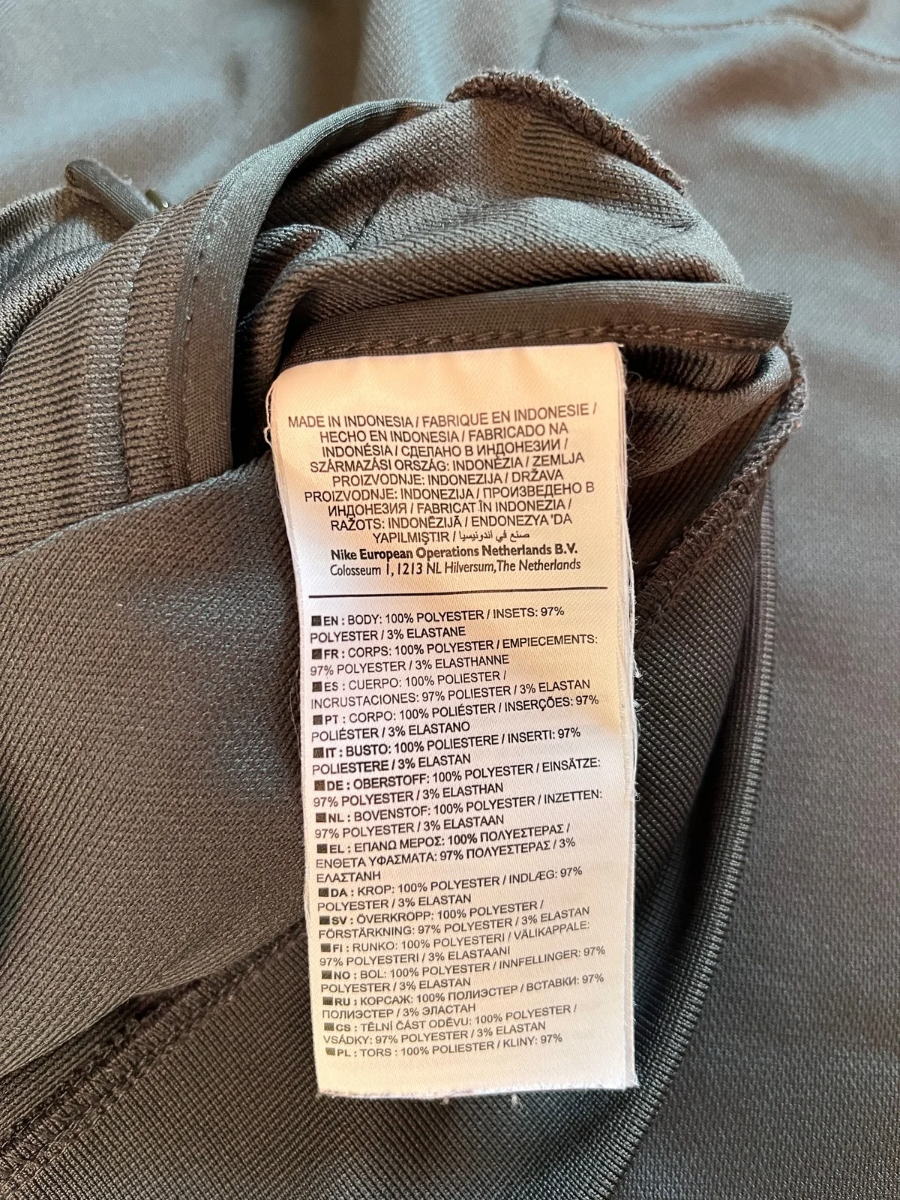 MADE IN INDONESIA / FABRIQUE EN INDONESIE /
HECHO EN INDONESIA / FABRICADO NA
INDONÉSIA / СДЕЛАНО В ИНДОНЕЗИИ /
SZÁRMAZÁSI ORSZÁG: INDONÉZIA / ZEMLJA
PROIZVODNJE: INDONEZIJA / DRŽAVA
PROIZVODNJE: INDONEZIJA / ПРОИЗВЕДЕНО В
ИНДОНЕЗИЯ / FABRICAT ÎN INDONEZIA /
RAŽOTS: INDONĒZIJĀ / ENDONEZYA 'DA
YAPILMIŞTIR / صنع في اندونيسيا
Nike European Operations Netherlands B.V.
Colosseum 1, 1213 NL Hilversum, The Netherlands
EN : BODY: 100% POLYESTER / INSETS: 97%
POLYESTER / 3% ELASTANE
FR : CORPS: 100% POLYESTER / EMPIECEMENTS:
97% POLYESTER / 3% ELASTHANNE
ES : CUERPO: 100% POLIESTER /
INCRUSTACIONES: 97% POLIESTER / 3% ELASTAN
PT : CORPO: 100% POLIÉSTER / INSERÇÕES: 97%
POLIÉSTER / 3% ELASTANO
IT : BUSTO: 100% POLIESTERE / INSERTI: 97%
POLIESTERE / 3% ELASTAN
DE : OBERSTOFF: 100% POLYESTER / EINSÄTZE:
97% POLYESTER / 3% ELASTHAN
NL : BOVENSTOF: 100% POLYESTER / INZETTEN:
97% POLYESTER / 3% ELASTAAN
EL : ΕΠΑΝΩ ΜΕΡΟΣ: 100% ΠΟΛΥΕΣΤΕΡΑΣ /
ΕΝΘΕΤΑ ΥΦΑΣΜΑΤΑ: 97% ΠΟΛΥΕΣΤΕΡΑΣ / 3%
ΕΛΑΣΤΑΝΗ
DA : KROP: 100% POLYESTER / INDLÆG: 97%
POLYESTER / 3% ELASTAN
SV : ÖVERKROPP: 100% POLYESTER /
FÖRSTÄRKNING: 97% POLYESTER / 3% ELASTAN
FI : RUNKO: 100% POLYESTERI / VÄLIKAPPALE:
97% POLYESTERI / 3% ELASTAANI
NO : BOL: 100% POLYESTER / INNFELLINGER: 97%
POLYESTER / 3% ELASTAN
RU : КОРСАЖ: 100% ПОЛИЭСТЕР / ВСТАВКИ: 97%
ПОЛИЭСТЕР / 3% ЭЛАСТАН
CS : TĚLNÍ ČÁST ODĚVU: 100% POLYESTER /
VSÁDKY: 97% POLYESTER / 3% ELASTAN
PL : TORS : 100% POLIESTER / KLINY: 97%